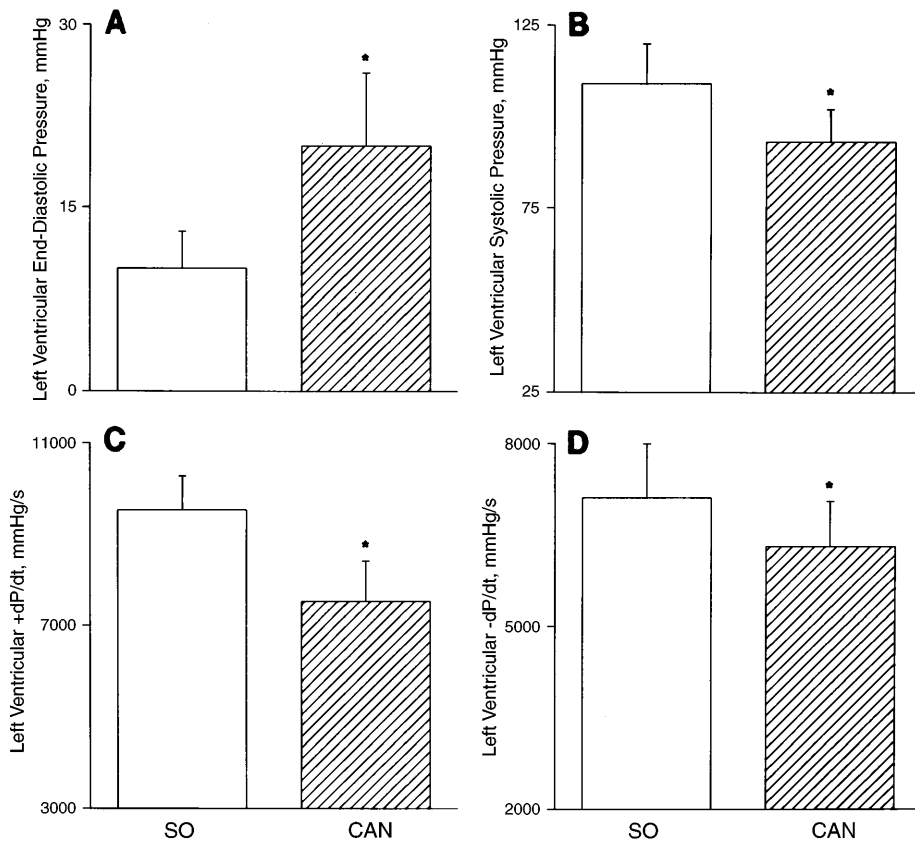 A
Left Ventricular End-Diastolic Pressure, mmHg
30
15
0
*
B
Left Ventricular Systolic Pressure, mmHg
125
75
25
*
C
Left Ventricular +dP/dt, mmHg/s
11000
7000
3000
*
SO
CAN
D
Left Ventricular -dP/dt, mmHg/s
8000
5000
2000
*
SO
CAN